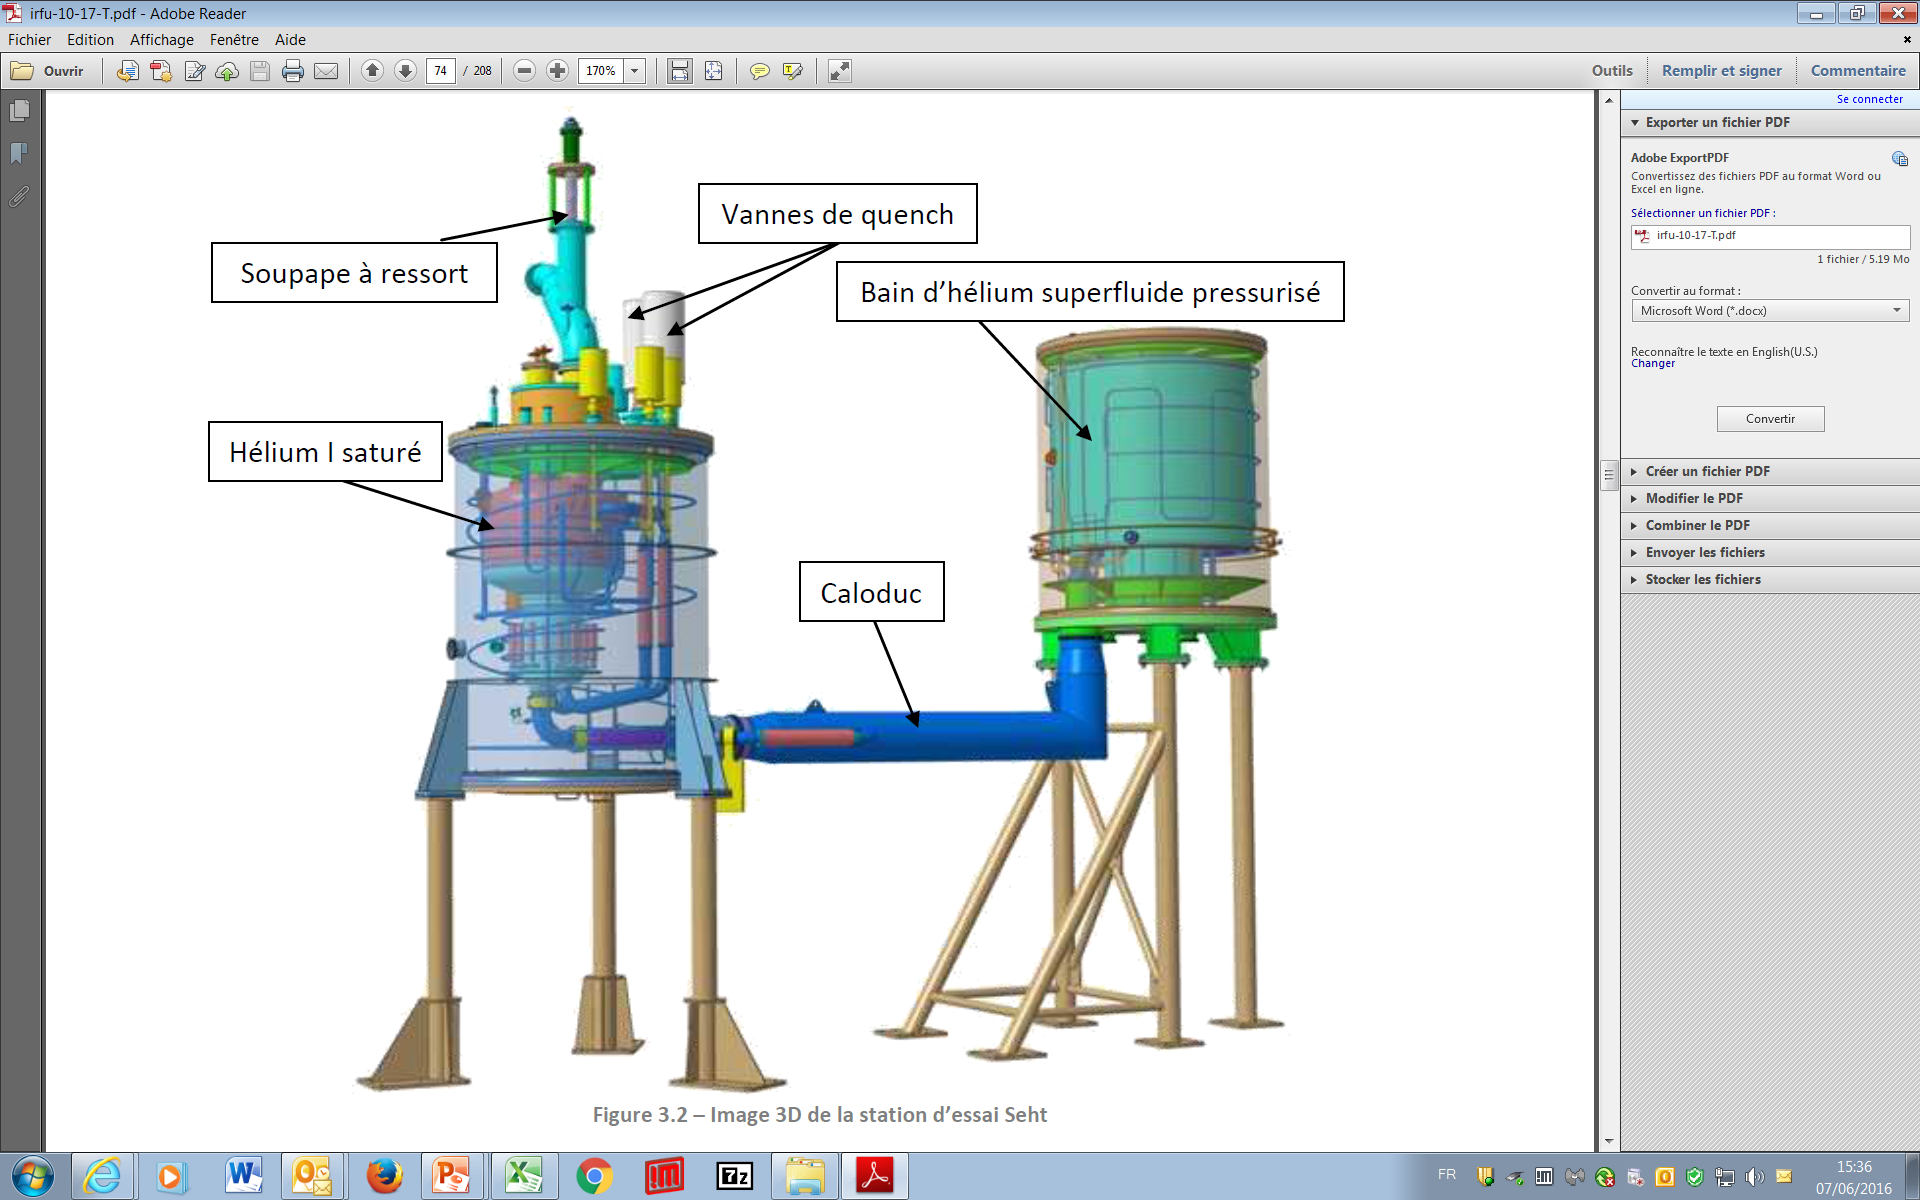 irfu-10-17-T.pdf - Adobe Reader
Fichier Edition Affichage Fenêtre Aide
Ouvrir 74 / 208 170% Outils Remplir et signer Commentaire
Se connecter
Exporter un fichier PDF
Adobe ExportPDF
Convertissez des fichiers PDF au format Word ou
Excel en ligne.
Sélectionner un fichier PDF :
irfu-10-17-T.pdf
1 fichier / 5.19 Mo
Convertir au format :
Microsoft Word (*.docx)
Reconnaître le texte en English(U.S.)
Changer
Convertir
Créer un fichier PDF
Modifier le PDF
Combiner le PDF
Envoyer les fichiers
Stocker les fichiers
Vannes de quench
Soupape à ressort
Bain d’hélium superfluide pressurisé
Hélium I saturé
Caloduc
Figure 3.2 – Image 3D de la station d’essai Seht
FR
15:36
07/06/2016